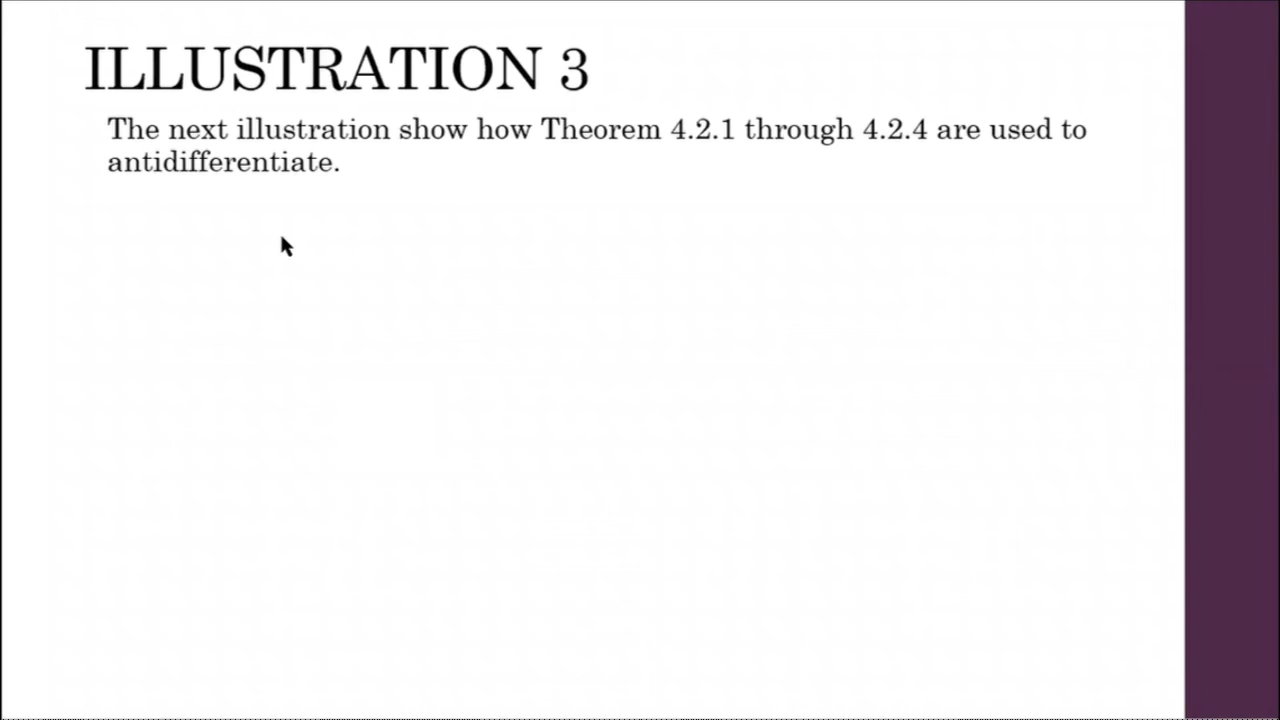 ILLUSTRATION 3
The next illustration show how Theorem 4.2.1 through 4.2.4 are used to
antidifferentiate.